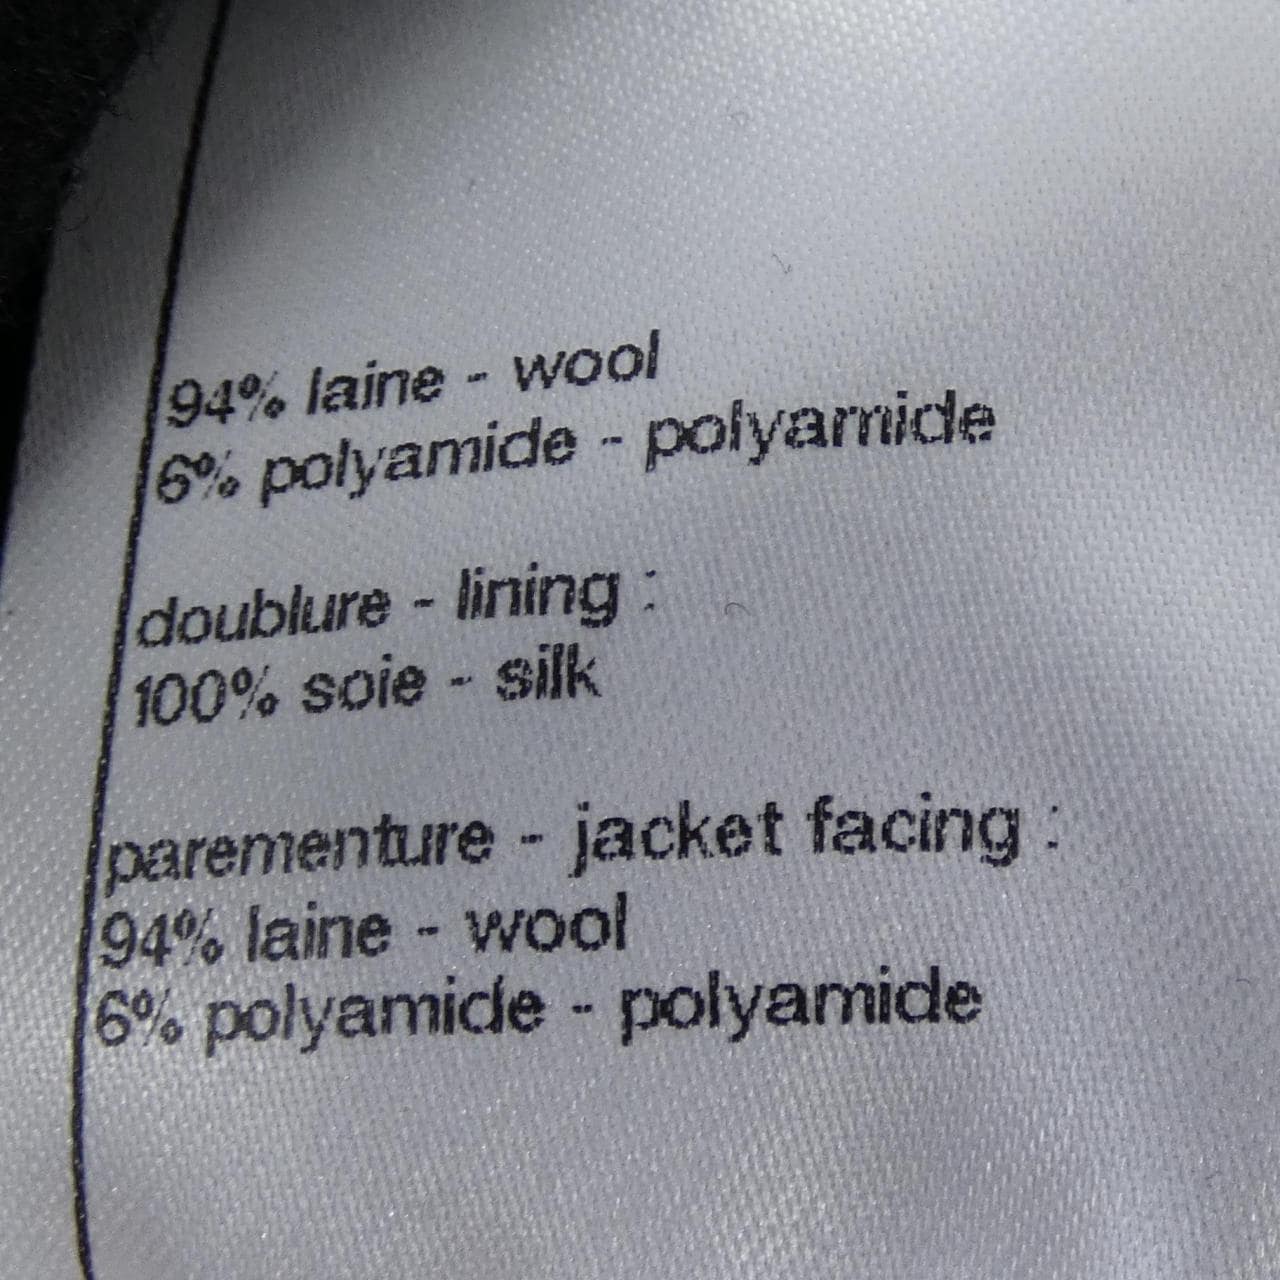 94% laine - wool
6% polyamide - polyamide
doublure - lining :
100% soie - silk
parementure - jacket facing :
94% laine - wool
6% polyamide - polyamide